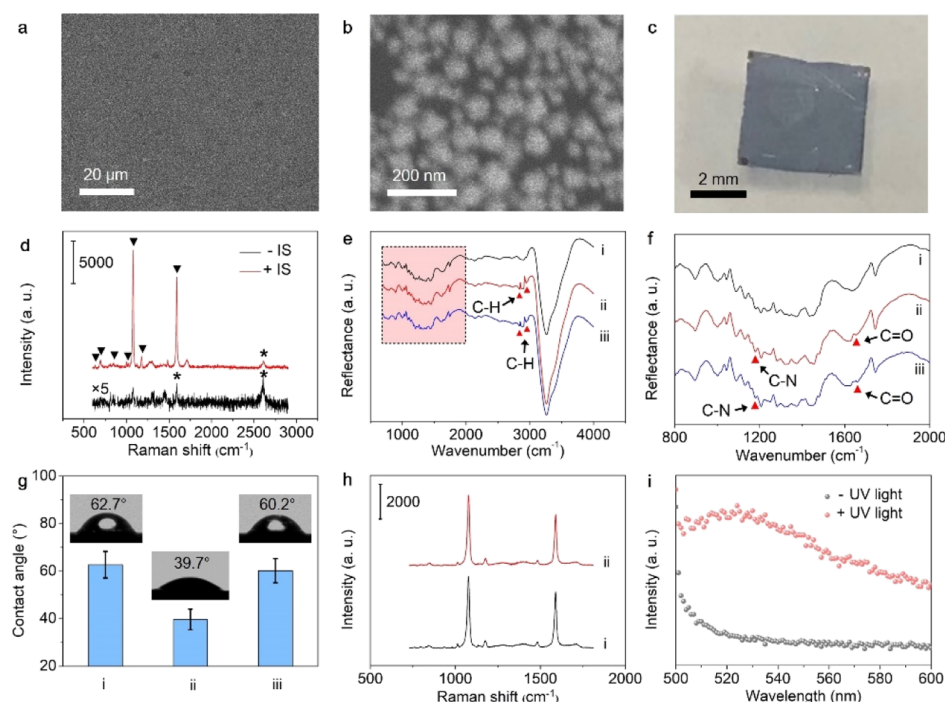 a
20 μm
b
200 nm
c
2 mm
d
5000
- IS
+ IS
*
×5
*
*
Intensity (a. u.)
500 1000 1500 2000 2500 3000
Raman shift (cm⁻¹)
e
i
C-H
ii
C-H
iii
Reflectance (a. u.)
1000 2000 3000 4000
Wavenumber (cm⁻¹)
f
i
ii
C=O
C-N
iii
C-N
C=O
Reflectance (a. u.)
800 1200 1600 2000
Wavenumber (cm⁻¹)
g
100
80
60
40
20
Contact angle (°)
62.7°
39.7°
60.2°
i ii iii
h
2000
ii
i
Intensity (a. u.)
500 1000 1500 2000
Raman shift (cm⁻¹)
i
- UV light
+ UV light
Intensity (a. u.)
500 520 540 560 580 600
Wavelength (nm)